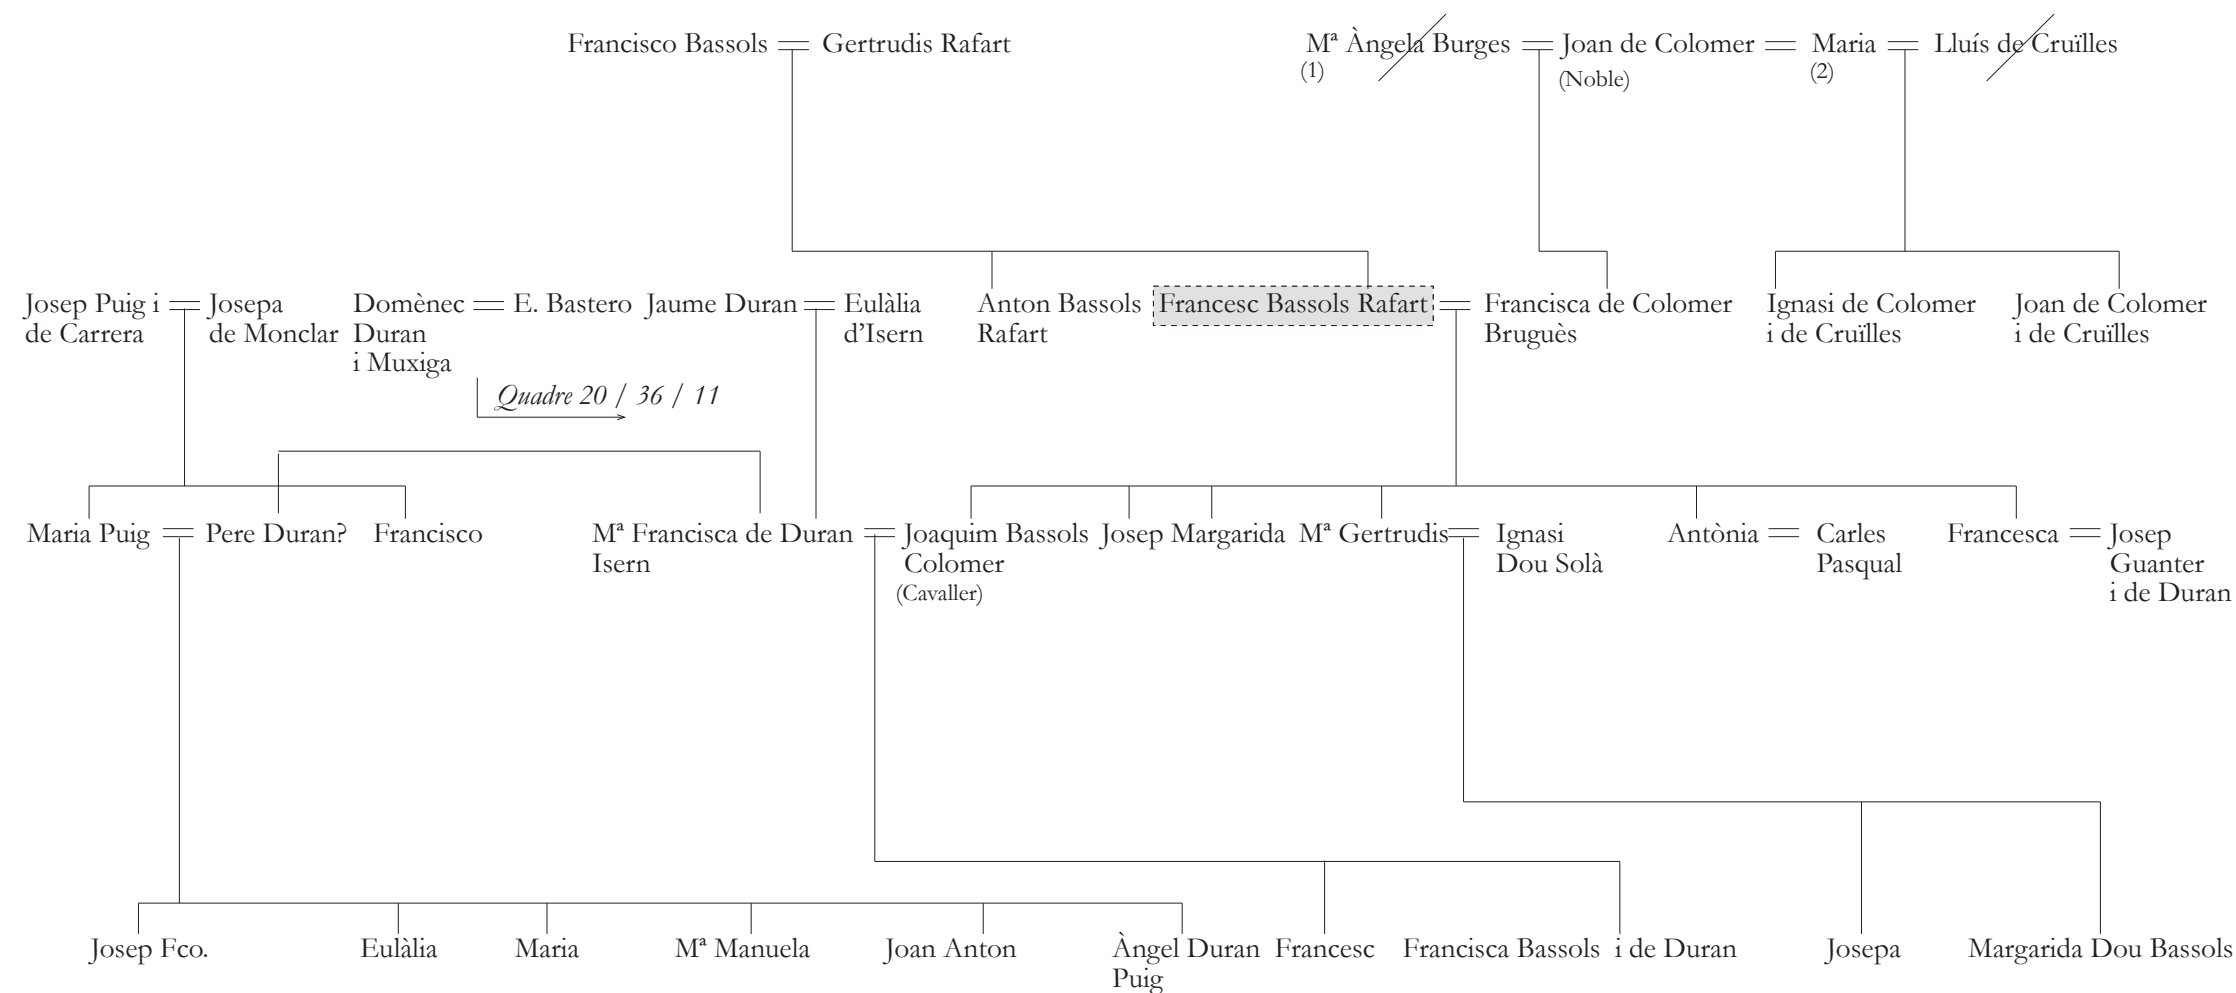 Francisco Bassols Gertrudis Rafart Mª Àngela Burges Joan de Colomer Maria Lluís de Cruïlles
(1) (Noble) (2)
Josep Puig i Josepa Domènec E. Bastero Jaume Duran Eulàlia Anton Bassols Francesc Bassols Rafart Francisca de Colomer Ignasi de Colomer Joan de Colomer
de Carrera de Monclar Duran d’Isern Rafart Bruguès i de Cruïlles i de Cruïlles
i Muxiga
Quadre 20 / 36 / 11
Maria Puig Pere Duran? Francisco Mª Francisca de Duran Joaquim Bassols Josep Margarida Mª Gertrudis Ignasi Antònia Carles Francesca Josep
Isern Colomer Dou Solà Pasqual Guanter
(Cavaller) i de Duran
Josep Fco. Eulàlia Maria Mª Manuela Joan Anton Àngel Duran Francesc Francisca Bassols i de Duran Josepa Margarida Dou Bassols
Puig